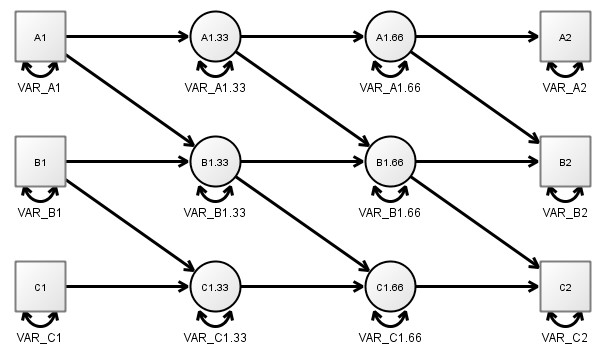 A1 A1.33 A1.66 A2
VAR_A1 VAR_A1.33 VAR_A1.66 VAR_A2
B1 B1.33 B1.66 B2
VAR_B1 VAR_B1.33 VAR_B1.66 VAR_B2
C1 C1.33 C1.66 C2
VAR_C1 VAR_C1.33 VAR_C1.66 VAR_C2